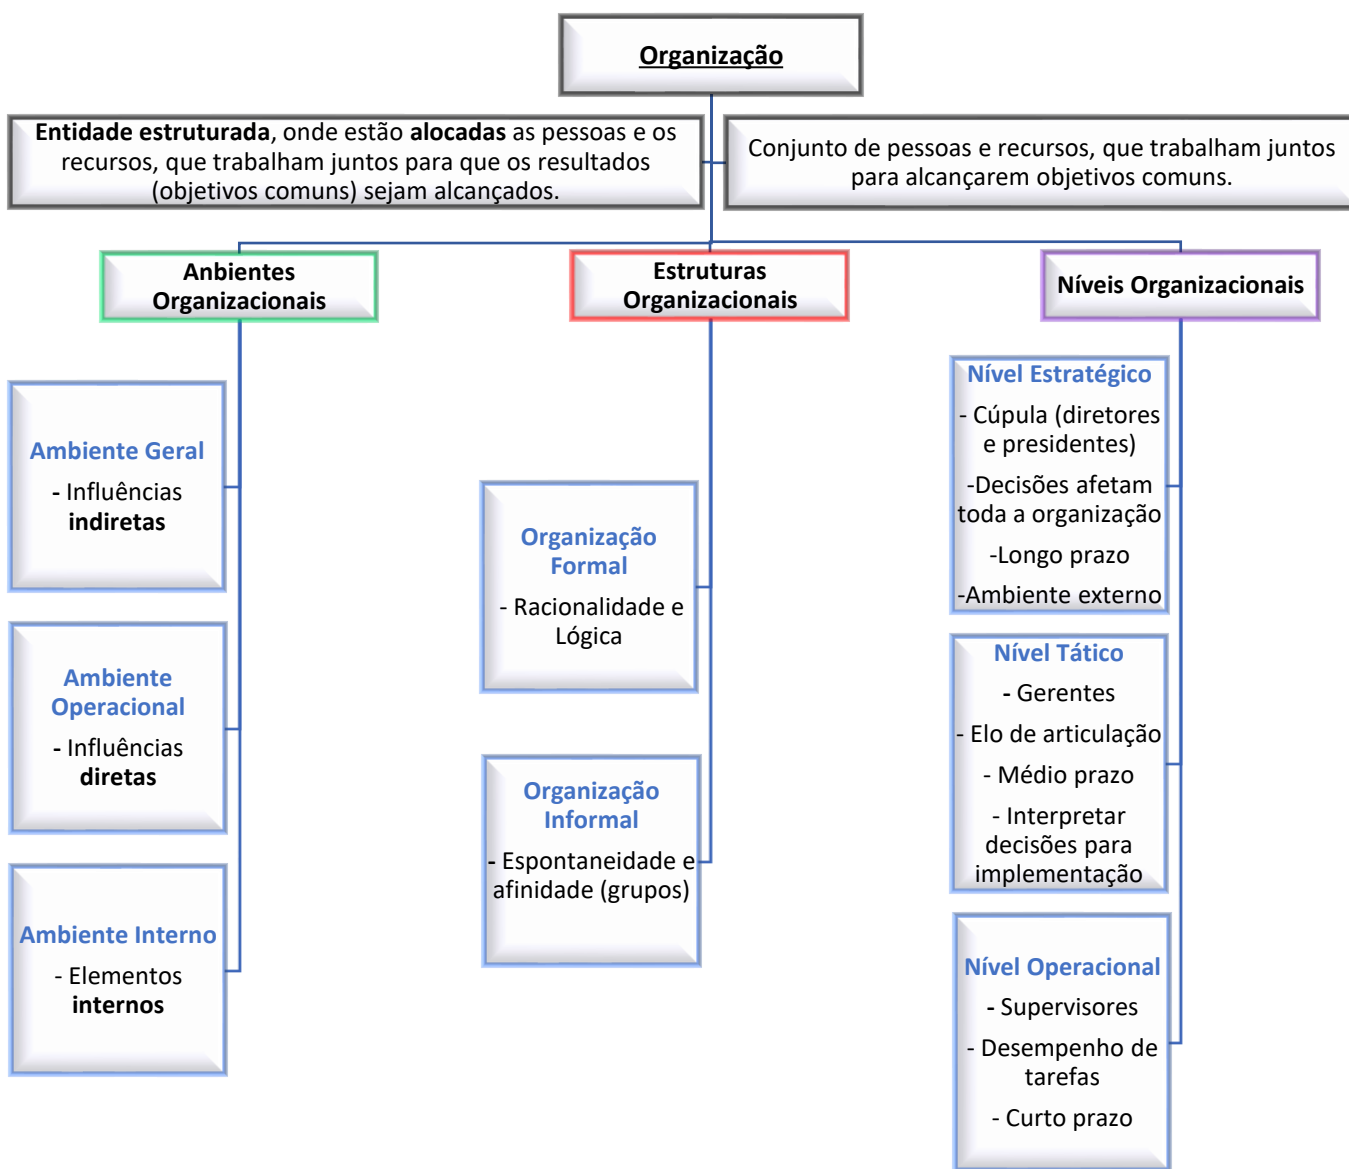 Organização
Entidade estruturada, onde estão alocadas as pessoas e os
recursos, que trabalham juntos para que os resultados
(objetivos comuns) sejam alcançados.
Conjunto de pessoas e recursos, que trabalham juntos
para alcançarem objetivos comuns.
Anbientes
Organizacionais
Ambiente Geral
- Influências
indiretas
Ambiente
Operacional
- Influências
diretas
Ambiente Interno
- Elementos
internos
Estruturas
Organizacionais
Organização
Formal
- Racionalidade e
Lógica
Organização
Informal
- Espontaneidade e
afinidade (grupos)
Níveis Organizacionais
Nível Estratégico
- Cúpula (diretores
e presidentes)
-Decisões afetam
toda a organização
-Longo prazo
-Ambiente externo
Nível Tático
- Gerentes
- Elo de articulação
- Médio prazo
- Interpretar
decisões para
implementação
Nível Operacional
- Supervisores
- Desempenho de
tarefas
- Curto prazo